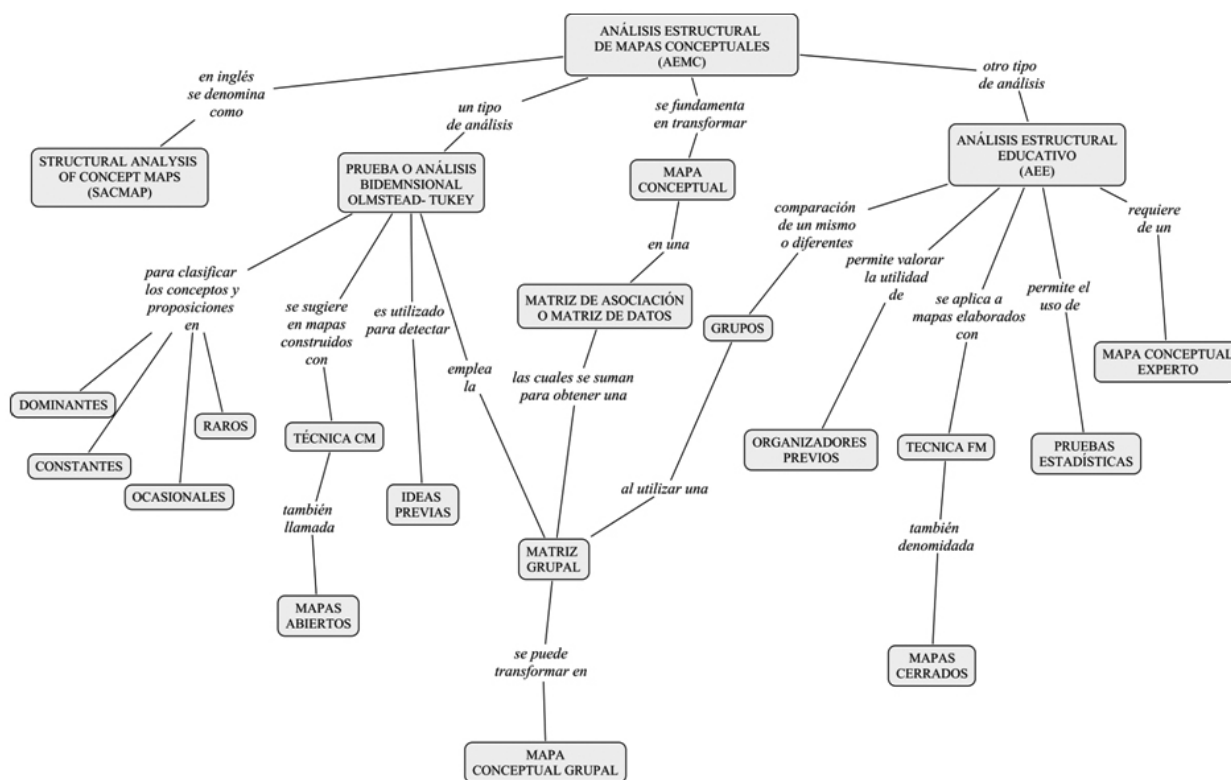 ANÁLISIS ESTRUCTURAL
DE MAPAS CONCEPTUALES
(AEMC)
en inglés
se denomina
como
un tipo
de análisis
se fundamenta
en transformar
otro tipo
de análisis
STRUCTURAL ANALYSIS
OF CONCEPT MAPS
(SACMAP)
PRUEBA O ANÁLISIS
BIDEMNSIONAL
OLMSTEAD- TUKEY
MAPA
CONCEPTUAL
ANÁLISIS ESTRUCTURAL
EDUCATIVO
(AEE)
para clasificar
los conceptos y
proposiciones
en
se sugiere
en mapas
construidos
con
es utilizado
para detectar
emplea
la
en una
comparación
de un mismo
o diferentes
permite valorar
la utilidad
de
se aplica a
mapas elaborados
con
permite el
uso de
requiere
de un
MATRIZ DE ASOCIACIÓN
O MATRIZ DE DATOS
GRUPOS
MAPA CONCEPTUAL
EXPERTO
las cuales se suman
para obtener una
DOMINANTES
CONSTANTES
OCASIONALES
RAROS
TÉCNICA CM
IDEAS
PREVIAS
ORGANIZADORES
PREVIOS
TECNICA FM
PRUEBAS
ESTADÍSTICAS
también
llamada
al utilizar una
también
denomidada
MATRIZ
GRUPAL
MAPAS
ABIERTOS
se puede
transformar en
MAPAS
CERRADOS
MAPA
CONCEPTUAL GRUPAL